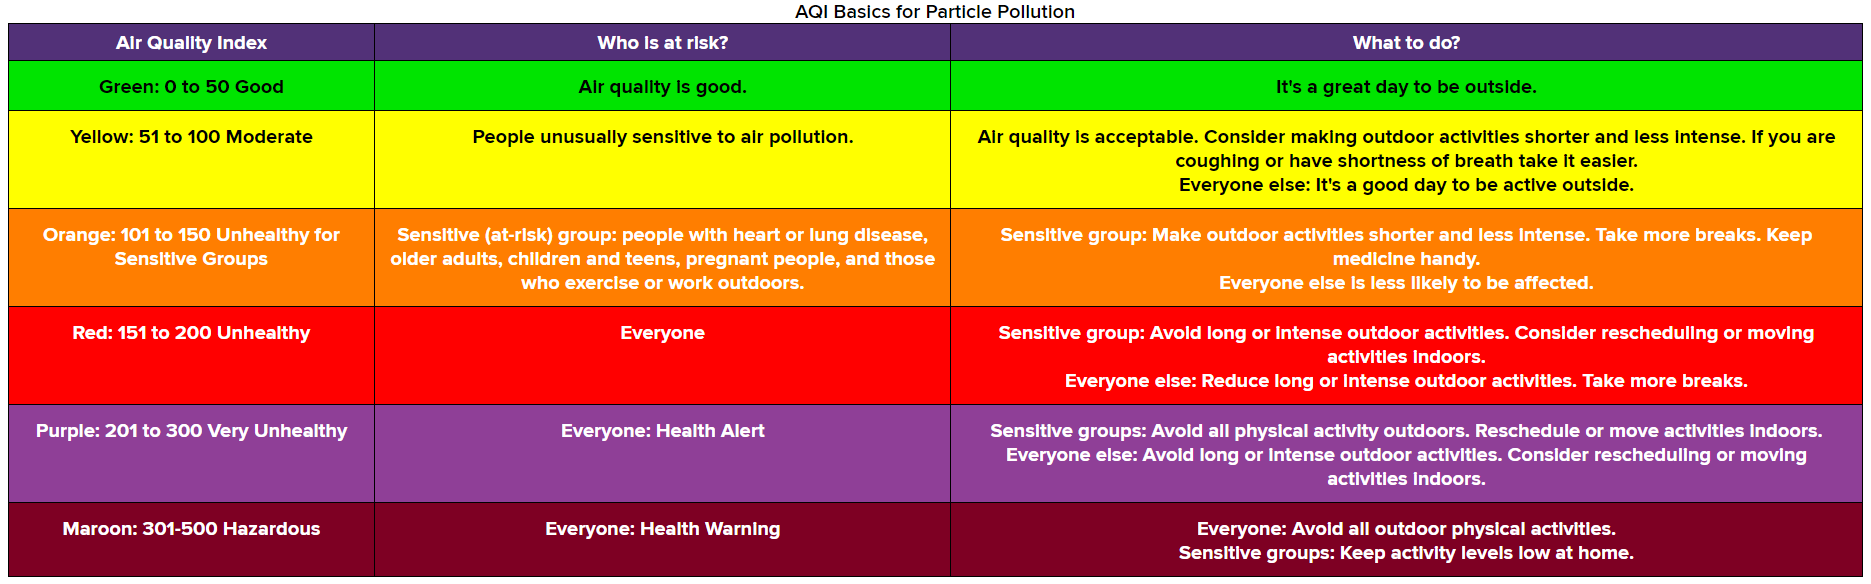 AQI Basics for Particle Pollution
Air Quality Index
Who is at risk?
What to do?
Green: 0 to 50 Good
Air quality is good.
It's a great day to be outside.
Yellow: 51 to 100 Moderate
People unusually sensitive to air pollution.
Air quality is acceptable. Consider making outdoor activities shorter and less intense. If you are
coughing or have shortness of breath take it easier.
Everyone else: It's a good day to be active outside.
Orange: 101 to 150 Unhealthy for
Sensitive Groups
Sensitive (at-risk) group: people with heart or lung disease,
older adults, children and teens, pregnant people, and those
who exercise or work outdoors.
Sensitive group: Make outdoor activities shorter and less intense. Take more breaks. Keep
medicine handy.
Everyone else is less likely to be affected.
Red: 151 to 200 Unhealthy
Everyone
Sensitive group: Avoid long or intense outdoor activities. Consider rescheduling or moving
activities indoors.
Everyone else: Reduce long or intense outdoor activities. Take more breaks.
Purple: 201 to 300 Very Unhealthy
Everyone: Health Alert
Sensitive groups: Avoid all physical activity outdoors. Reschedule or move activities indoors.
Everyone else: Avoid long or intense outdoor activities. Consider rescheduling or moving
activities indoors.
Maroon: 301-500 Hazardous
Everyone: Health Warning
Everyone: Avoid all outdoor physical activities.
Sensitive groups: Keep activity levels low at home.